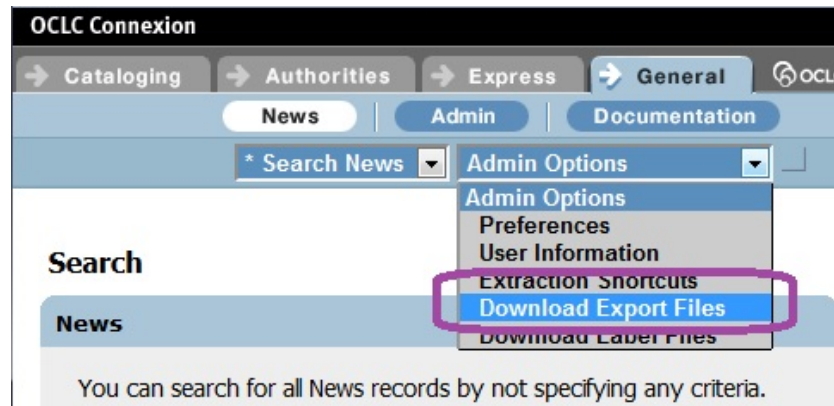 OCLC Connexion
Cataloging Authorities Express General
News Admin Documentation
* Search News Admin Options
Admin Options
Preferences
User Information
Extraction Shortcuts
Download Export Files
Download Label Files
Search
News
You can search for all News records by not specifying any criteria.